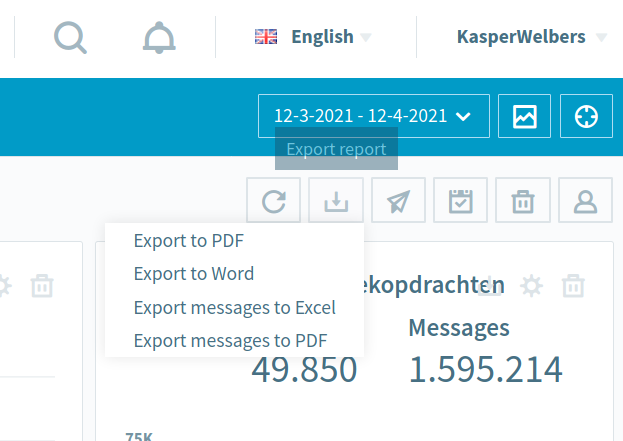 English
KasperWelbers
12-3-2021 - 12-4-2021
Export report
Export to PDF
Export to Word
Export messages to Excel
Export messages to PDF
ekopdrachten
Messages
49.850
1.595.214
75K